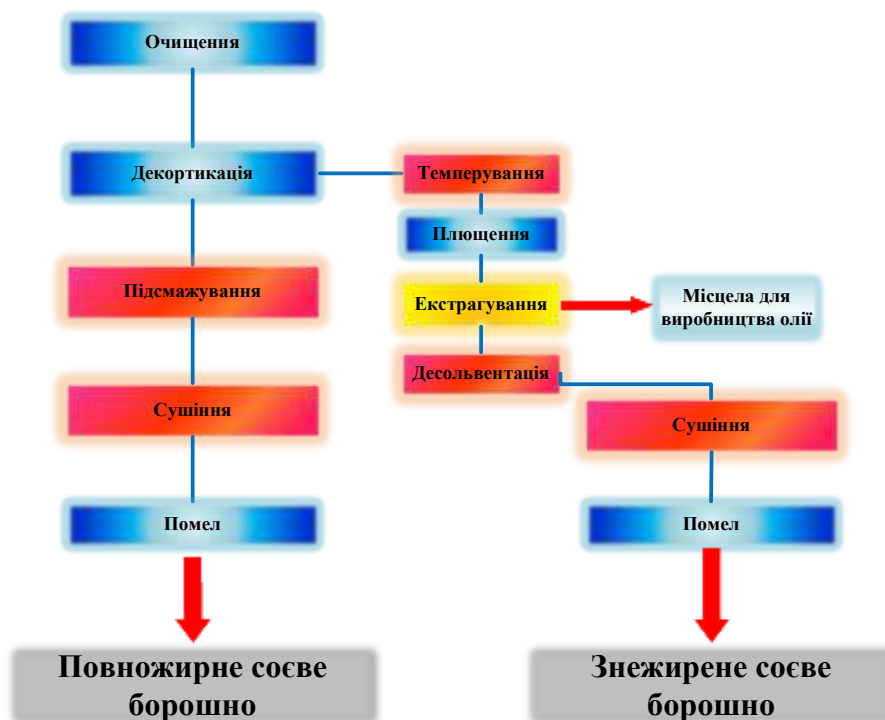 Очищення
Декортикація
Темперування
Плющення
Підсмажування
Екстрагування
Місцела для
виробництва олії
Десольвентація
Сушіння
Сушіння
Помел
Помел
Повножирне соєве
борошно
Знежирене соєве
борошно